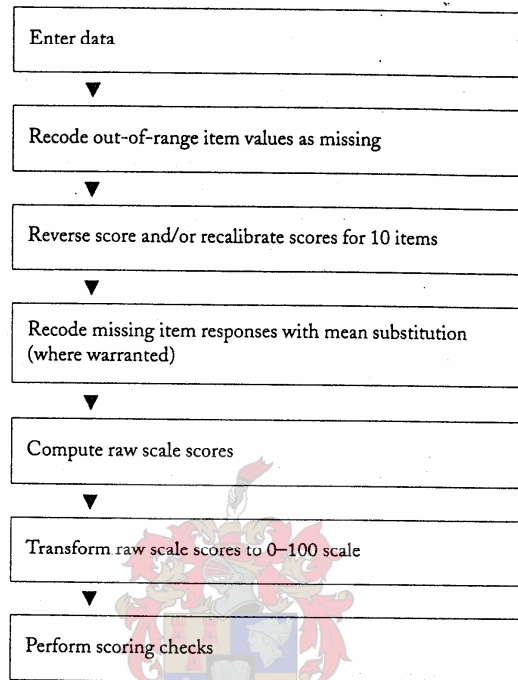 Enter data
Recode out-of-range item values as missing
Reverse score and/or recalibrate scores for 10 items
Recode missing item responses with mean substitution
(where warranted)
Compute raw scale scores
Transform raw scale scores to 0–100 scale
Perform scoring checks